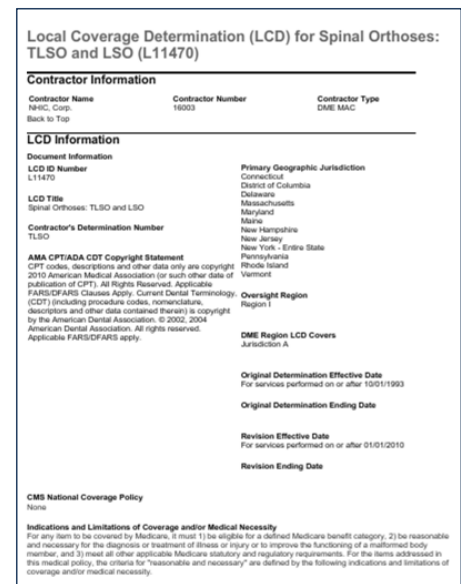 Local Coverage Determination (LCD) for Spinal Orthoses:
TLSO and LSO (L11470)
Contractor Information
Contractor Name
NHIC, Corp.
Back to Top
Contractor Number
16003
Contractor Type
DME MAC
LCD Information
Document Information
LCD ID Number
L11470
LCD Title
Spinal Orthoses: TLSO and LSO
Contractor's Determination Number
TLSO
AMA CPT/ADA CDT Copyright Statement
CPT codes, descriptions and other data only are copyright
2010 American Medical Association (or such other date of
publication of CPT). All Rights Reserved. Applicable
FARS/DFARS Clauses Apply. Current Dental Terminology,
(CDT) (including procedure codes, nomenclature,
descriptors and other data contained therein) is copyright
by the American Dental Association. © 2002, 2004
American Dental Association. All rights reserved.
Applicable FARS/DFARS apply.
Primary Geographic Jurisdiction
Connecticut
District of Columbia
Delaware
Massachusetts
Maryland
Maine
New Hampshire
New Jersey
New York - Entire State
Pennsylvania
Rhode Island
Vermont
Oversight Region
Region I
DME Region LCD Covers
Jurisdiction A
Original Determination Effective Date
For services performed on or after 10/01/1993
Original Determination Ending Date
Revision Effective Date
For services performed on or after 01/01/2010
Revision Ending Date
CMS National Coverage Policy
None
Indications and Limitations of Coverage and/or Medical Necessity
For any item to be covered by Medicare, it must 1) be eligible for a defined Medicare benefit category, 2) be reasonable
and necessary for the diagnosis or treatment of illness or injury or to improve the functioning of a malformed body
member, and 3) meet all other applicable Medicare statutory and regulatory requirements. For the items addressed in
this medical policy, the criteria for "reasonable and necessary" are defined by the following indications and limitations of
coverage and/or medical necessity.